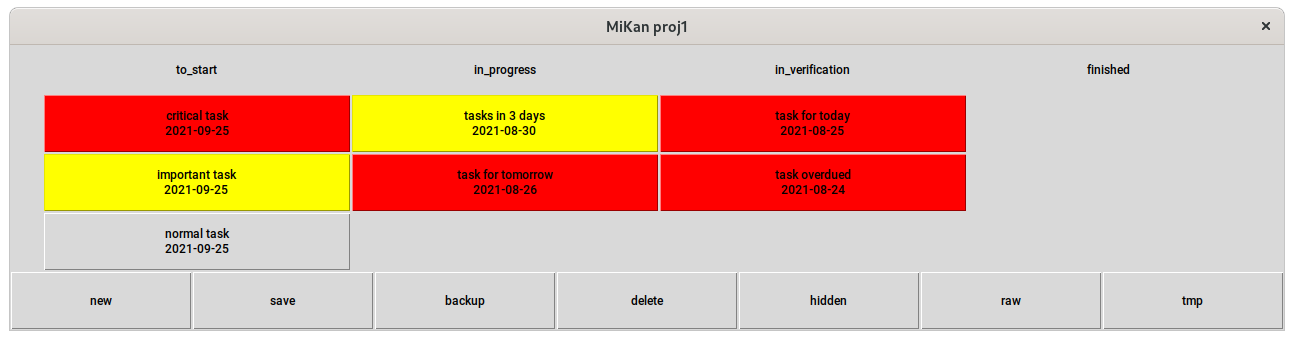 MiKan proj1
to_start
in_progress
in_verification
finished
critical task
2021-09-25
tasks in 3 days
2021-08-30
task for today
2021-08-25
important task
2021-09-25
task for tomorrow
2021-08-26
task overdued
2021-08-24
normal task
2021-09-25
new
save
backup
delete
hidden
raw
tmp